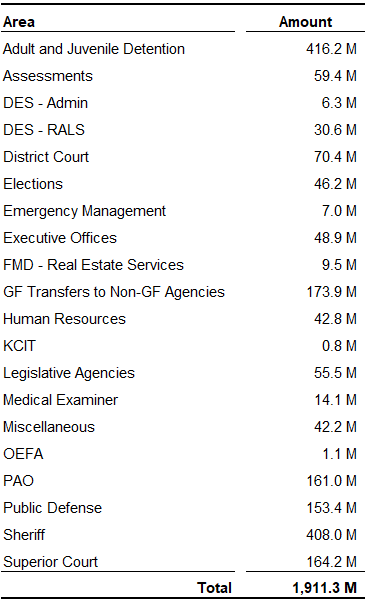 Area Amount
Adult and Juvenile Detention 416.2 M
Assessments 59.4 M
DES - Admin 6.3 M
DES - RALS 30.6 M
District Court 70.4 M
Elections 46.2 M
Emergency Management 7.0 M
Executive Offices 48.9 M
FMD - Real Estate Services 9.5 M
GF Transfers to Non-GF Agencies 173.9 M
Human Resources 42.8 M
KCIT 0.8 M
Legislative Agencies 55.5 M
Medical Examiner 14.1 M
Miscellaneous 42.2 M
OEFA 1.1 M
PAO 161.0 M
Public Defense 153.4 M
Sheriff 408.0 M
Superior Court 164.2 M
Total 1,911.3 M